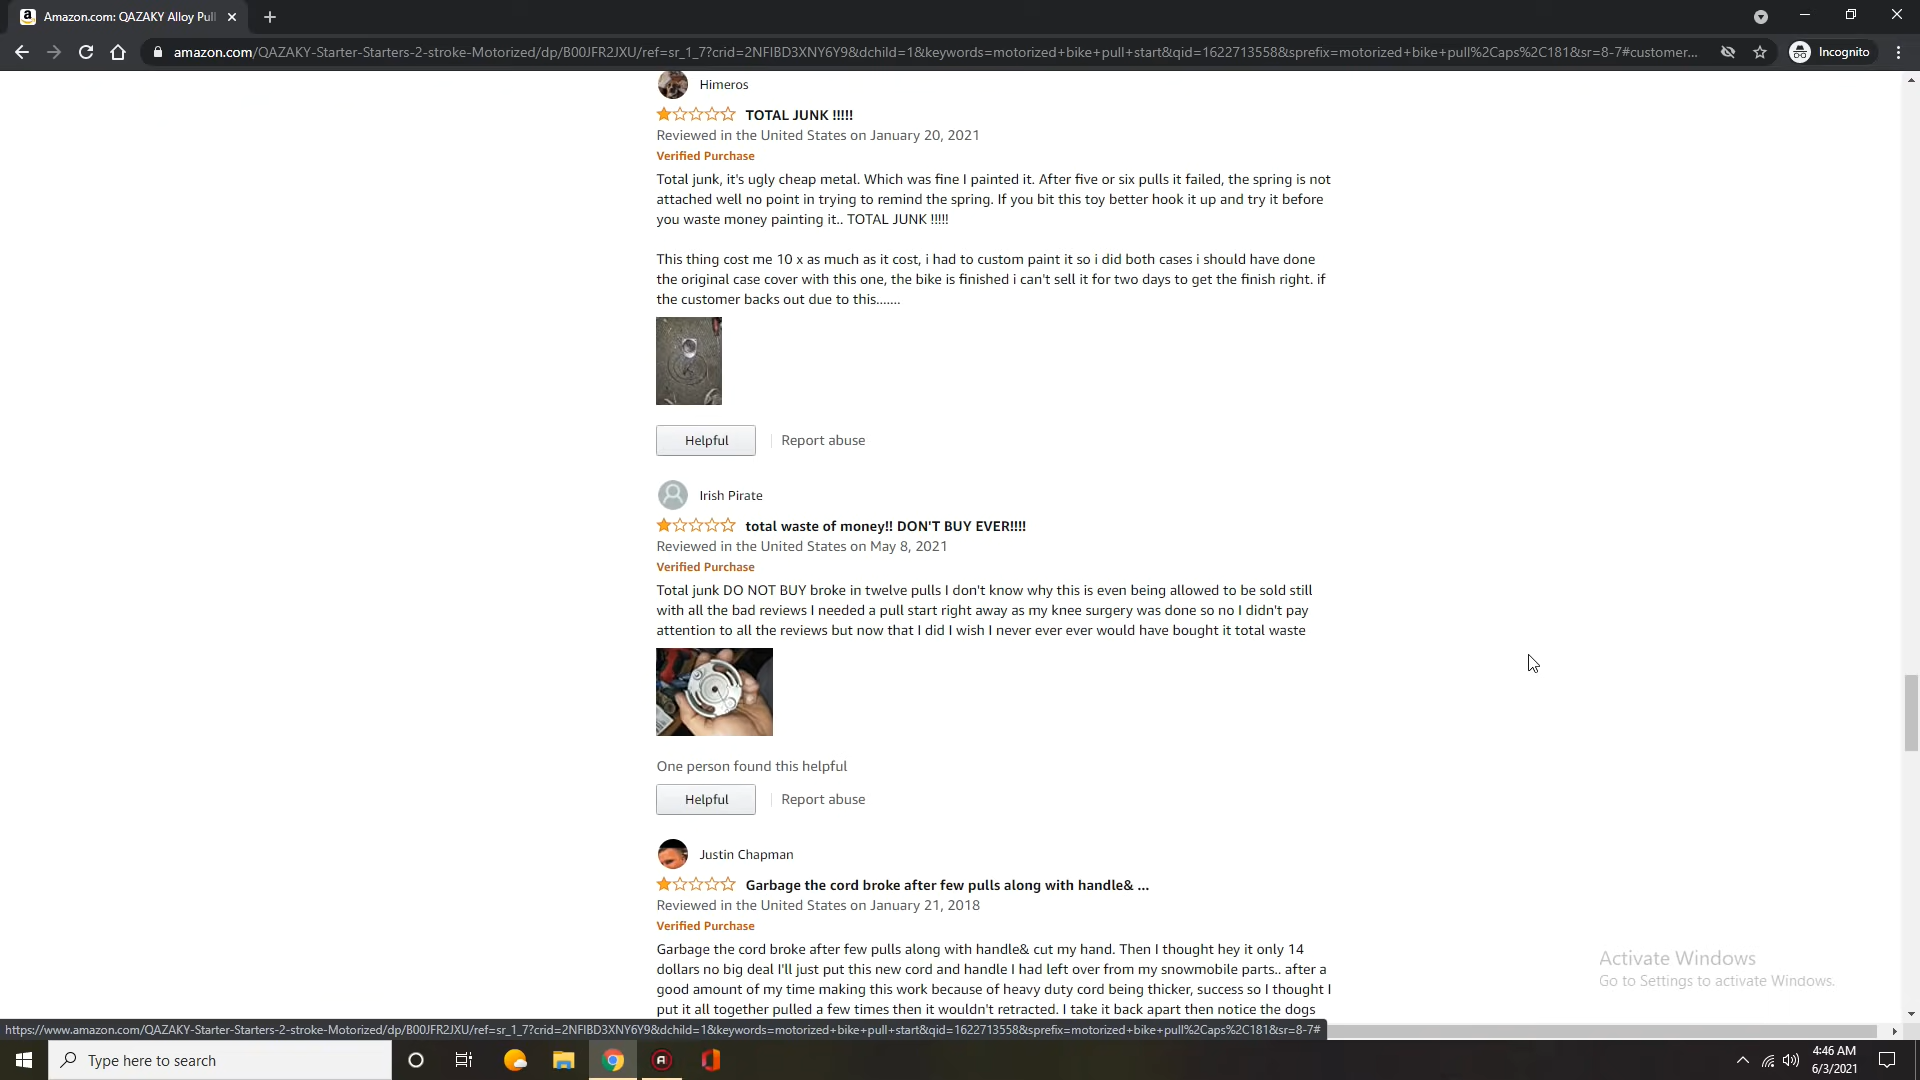 Amazon.com: QAZAKY Alloy Pull
amazon.com/QAZAKY-Starter-Starters-2-stroke-Motorized/dp/B00JFR2JXU/ref=sr_1_7?crid=2NFIBD3XNY6Y9&dchild=1&keywords=motorized+bike+pull+start&qid=1622713558&sprefix=motorized+bike+pull%2Caps%2C181&sr=8-7#customer...
Incognito
Himeros
TOTAL JUNK !!!!!
Reviewed in the United States on January 20, 2021
Verified Purchase
Total junk, it's ugly cheap metal. Which was fine I painted it. After five or six pulls it failed, the spring is not
attached well no point in trying to remind the spring. If you bit this toy better hook it up and try it before
you waste money painting it.. TOTAL JUNK !!!!!
This thing cost me 10 x as much as it cost, i had to custom paint it so i did both cases i should have done
the original case cover with this one, the bike is finished i can't sell it for two days to get the finish right. if
the customer backs out due to this.......
Helpful
Report abuse
Irish Pirate
total waste of money!! DON'T BUY EVER!!!!
Reviewed in the United States on May 8, 2021
Verified Purchase
Total junk DO NOT BUY broke in twelve pulls I don't know why this is even being allowed to be sold still
with all the bad reviews I needed a pull start right away as my knee surgery was done so no I didn't pay
attention to all the reviews but now that I did I wish I never ever ever would have bought it total waste
One person found this helpful
Helpful
Report abuse
Justin Chapman
Garbage the cord broke after few pulls along with handle& ...
Reviewed in the United States on January 21, 2018
Verified Purchase
Garbage the cord broke after few pulls along with handle& cut my hand. Then I thought hey it only 14
dollars no big deal I'll just put this new cord and handle I had left over from my snowmobile parts.. after a
good amount of my time making this work because of heavy duty cord being thicker, success so I thought I
put it all together pulled a few times then it wouldn't retracted. I take it back apart then notice the dogs
Activate Windows
Go to Settings to activate Windows.
https://www.amazon.com/QAZAKY-Starter-Starters-2-stroke-Motorized/dp/B00JFR2JXU/ref=sr_1_7?crid=2NFIBD3XNY6Y9&dchild=1&keywords=motorized+bike+pull+start&qid=1622713558&sprefix=motorized+bike+pull%2Caps%2C181&sr=8-7#
Type here to search
4:46 AM
6/3/2021